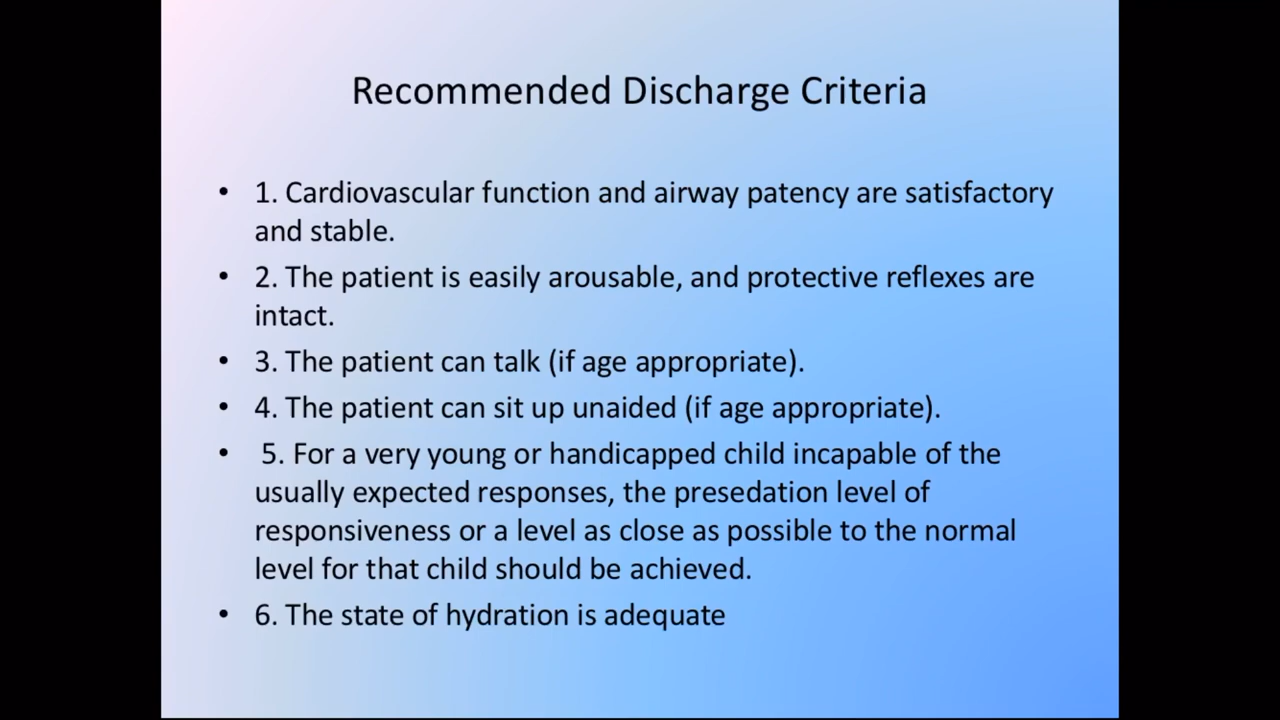 Recommended Discharge Criteria
• 1. Cardiovascular function and airway patency are satisfactory
and stable.
• 2. The patient is easily arousable, and protective reflexes are
intact.
• 3. The patient can talk (if age appropriate).
• 4. The patient can sit up unaided (if age appropriate).
• 5. For a very young or handicapped child incapable of the
usually expected responses, the presedation level of
responsiveness or a level as close as possible to the normal
level for that child should be achieved.
• 6. The state of hydration is adequate